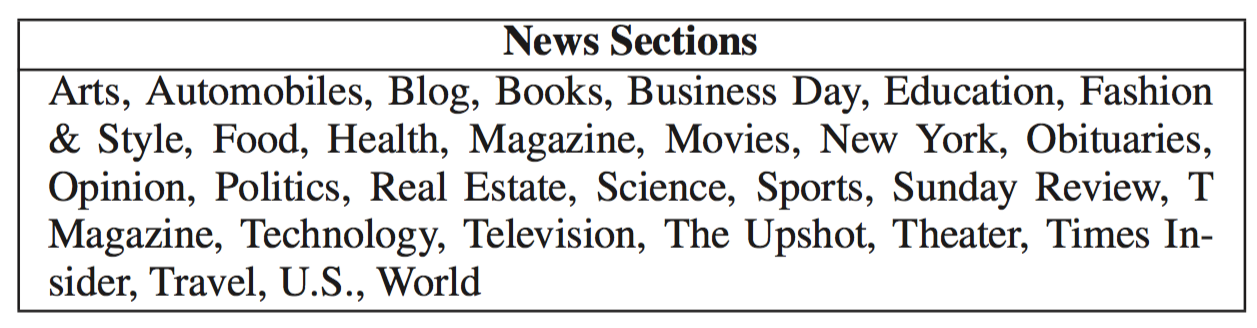 News Sections
Arts, Automobiles, Blog, Books, Business Day, Education, Fashion
& Style, Food, Health, Magazine, Movies, New York, Obituaries,
Opinion, Politics, Real Estate, Science, Sports, Sunday Review, T
Magazine, Technology, Television, The Upshot, Theater, Times In-
sider, Travel, U.S., World